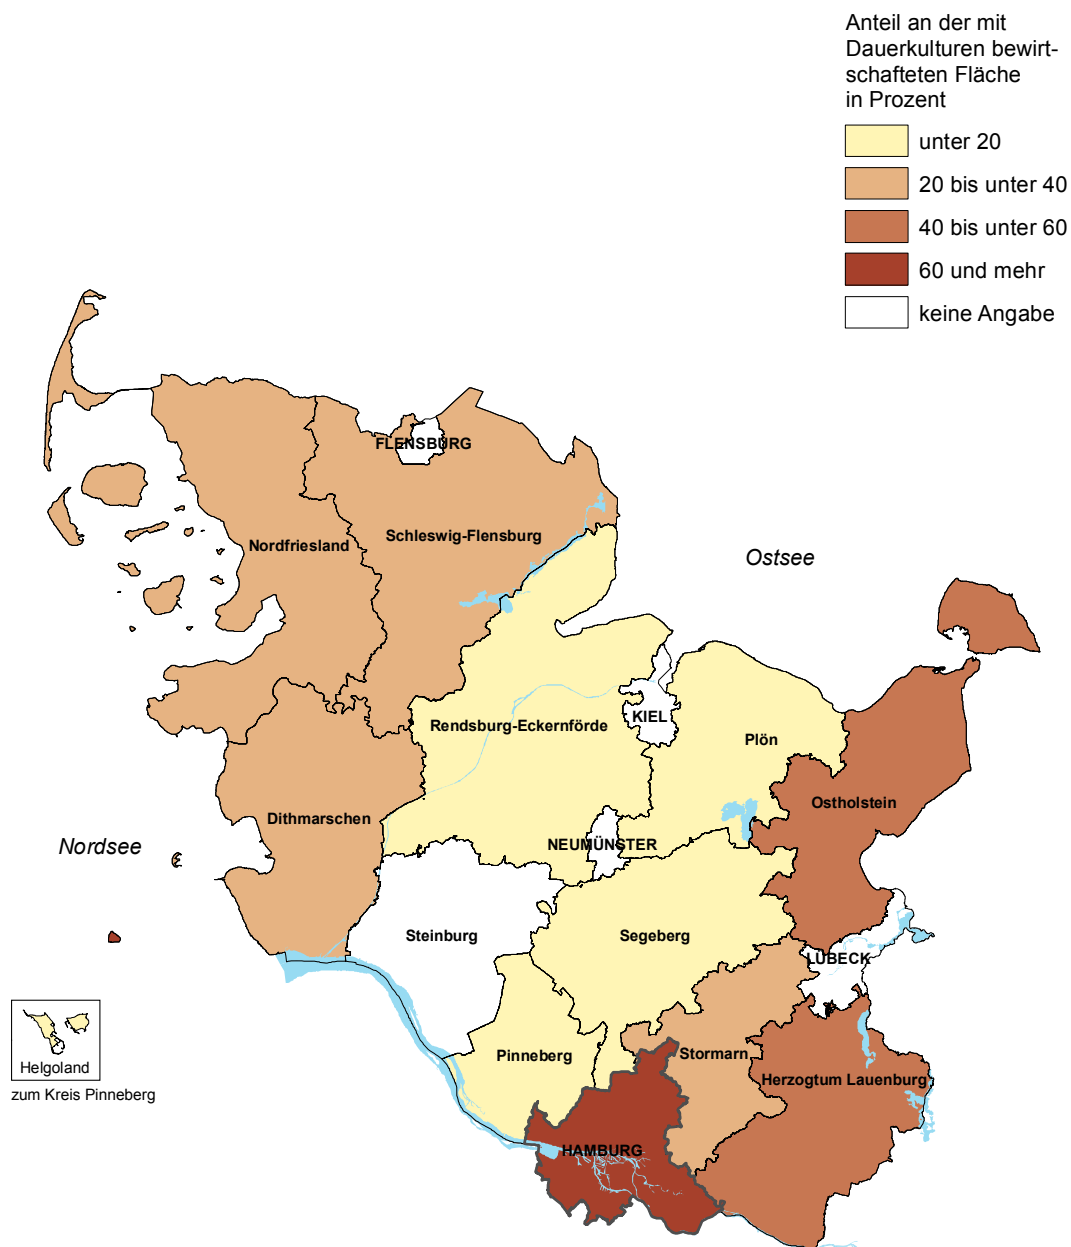 Anteil an der mit
Dauerkulturen bewirt-
schafteten Fläche
in Prozent
unter 20
20 bis unter 40
40 bis unter 60
60 und mehr
keine Angabe
FLENSBURG
Schleswig-Flensburg
Nordfriesland
Ostsee
KIEL
Rendsburg-Eckernförde
Plön
Ostholstein
Dithmarschen
NEUMÜNSTER
Nordsee
Steinburg
Segeberg
LÜBECK
Pinneberg
Stormarn
Helgoland
Herzogtum Lauenburg
zum Kreis Pinneberg
HAMBURG